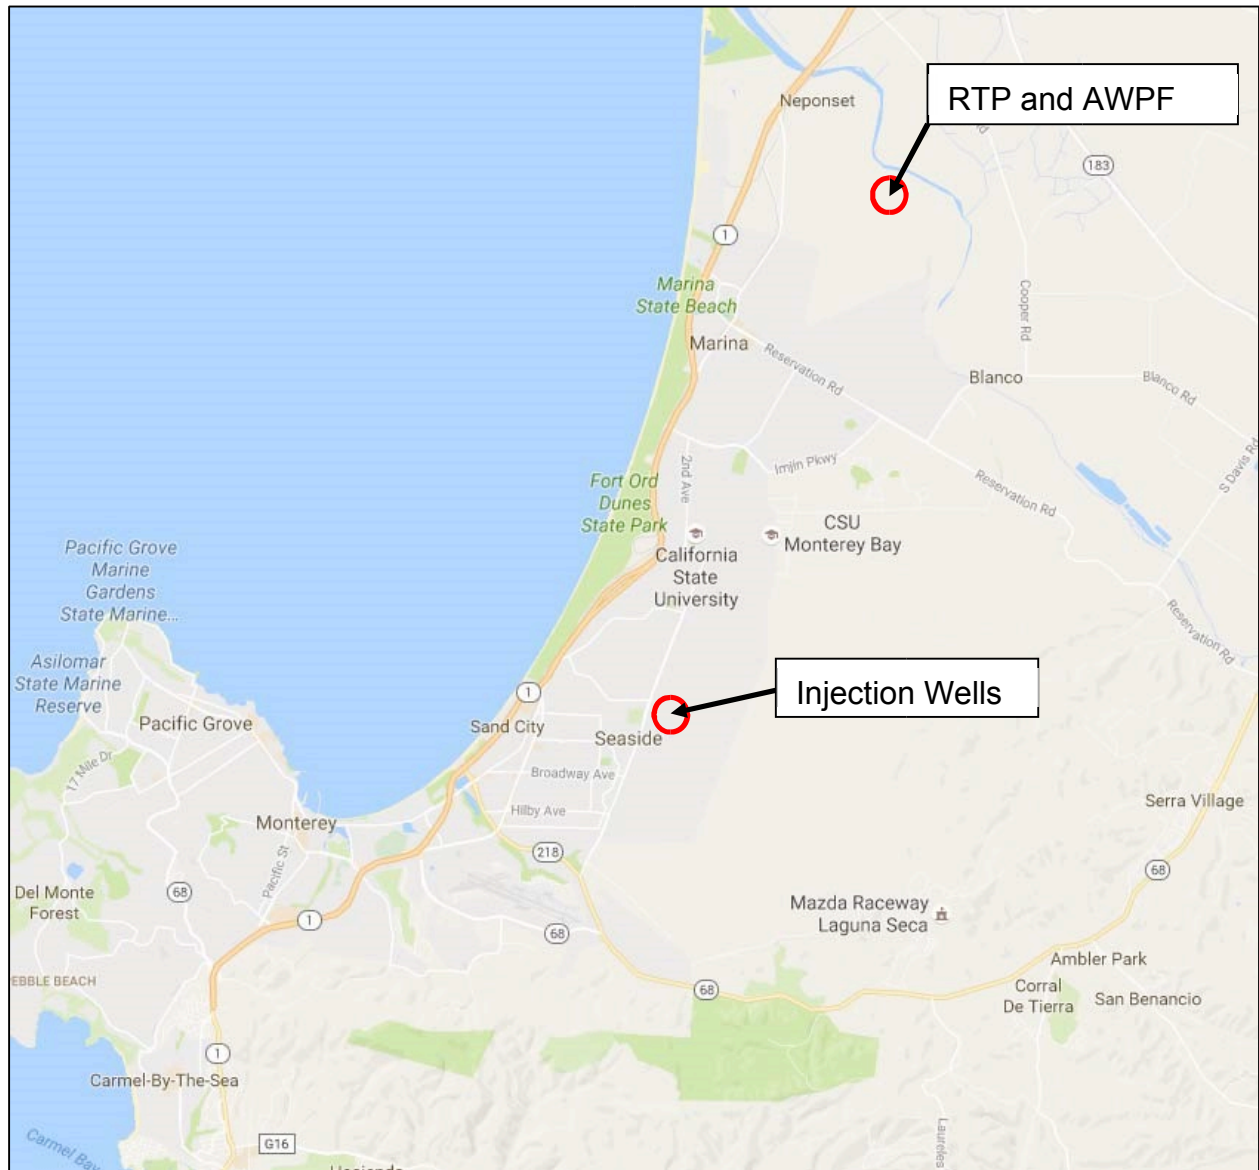 Neponset
RTP and AWPF
Rd
183
1
Marina
State Beach
Marina
Reservation Rd
Cooper Rd
Blanco
Blanco Rd
S Davis Rd
2nd Ave
Imjin Pkwy
Reservation Rd
Fort Ord
Dunes
State Park
CSU
Monterey Bay
California
State
University
Pacific Grove
Marine
Gardens
State Marine...
Reservation Rd
Asilomar
State Marine
Reserve
Injection Wells
1
Pacific Grove
Sand City
Seaside
17 Mile Dr
Broadway Ave
Hilby Ave
Serra Village
Monterey
218
Pacific St
68
68
Del Monte
Forest
Mazda Raceway
Laguna Seca
1
68
Ambler Park
EBBLE BEACH
68
Corral
De Tierra
San Benancio
1
Carmel-By-The-Sea
Carmel Bay
G16
Laureles
Hacienda